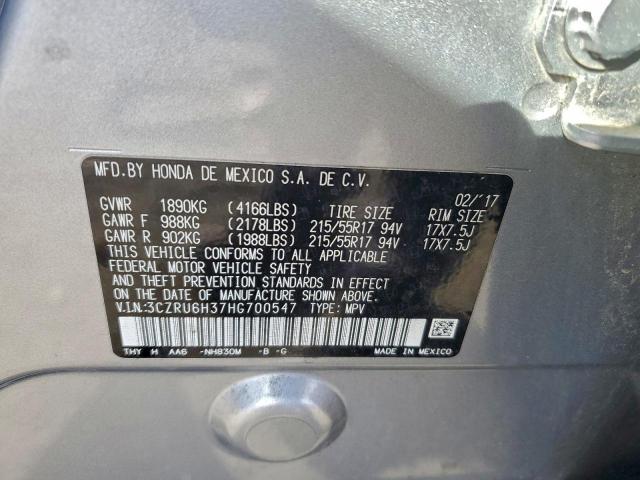 MFD.BY HONDA DE MEXICO S.A. DE C.V.
02/'17
GVWR 1890KG (4166LBS) TIRE SIZE RIM SIZE
GAWR F 988KG (2178LBS) 215/55R17 94V 17X7.5J
GAWR R 902KG (1988LBS) 215/55R17 94V 17X7.5J
THIS VEHICLE CONFORMS TO ALL APPLICABLE
FEDERAL MOTOR VEHICLE SAFETY
AND THEFT PREVENTION STANDARDS IN EFFECT
ON THE DATE OF MANUFACTURE SHOWN ABOVE.
V.I.N.:3CZRU6H37HG700547 TYPE: MPV
THY H AA6 -NH830M -B -G MADE IN MEXICO